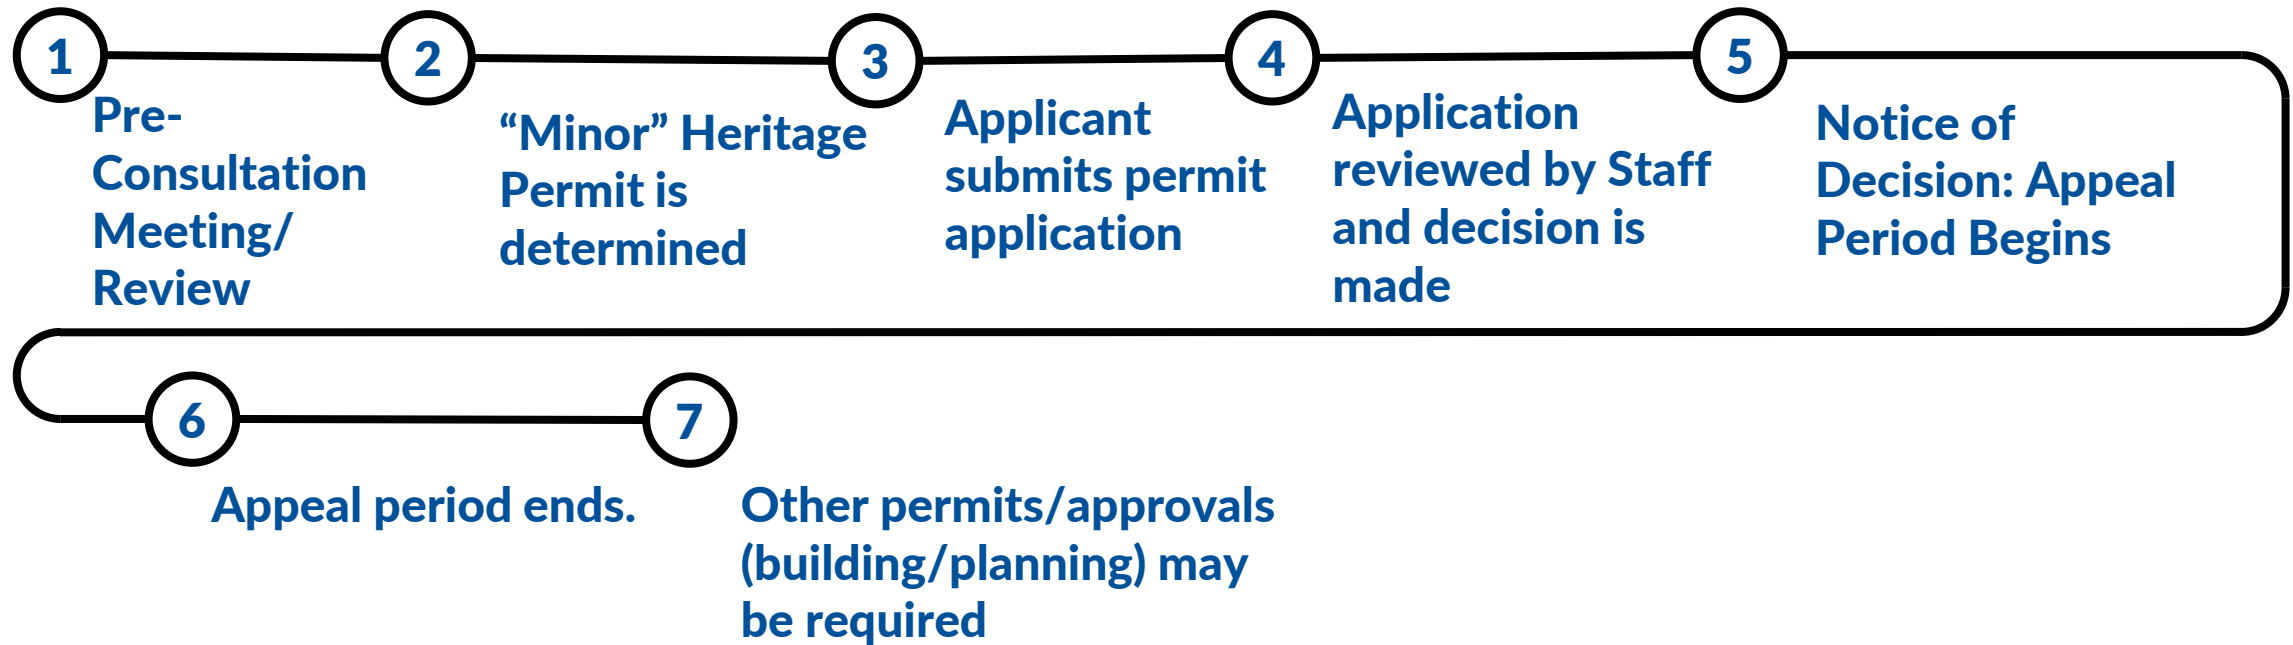 1
Pre-
Consultation
Meeting/
Review
2
“Minor” Heritage
Permit is
determined
3
Applicant
submits permit
application
4
Application
reviewed by Staff
and decision is
made
5
Notice of
Decision: Appeal
Period Begins
6
Appeal period ends.
7
Other permits/approvals
(building/planning) may
be required